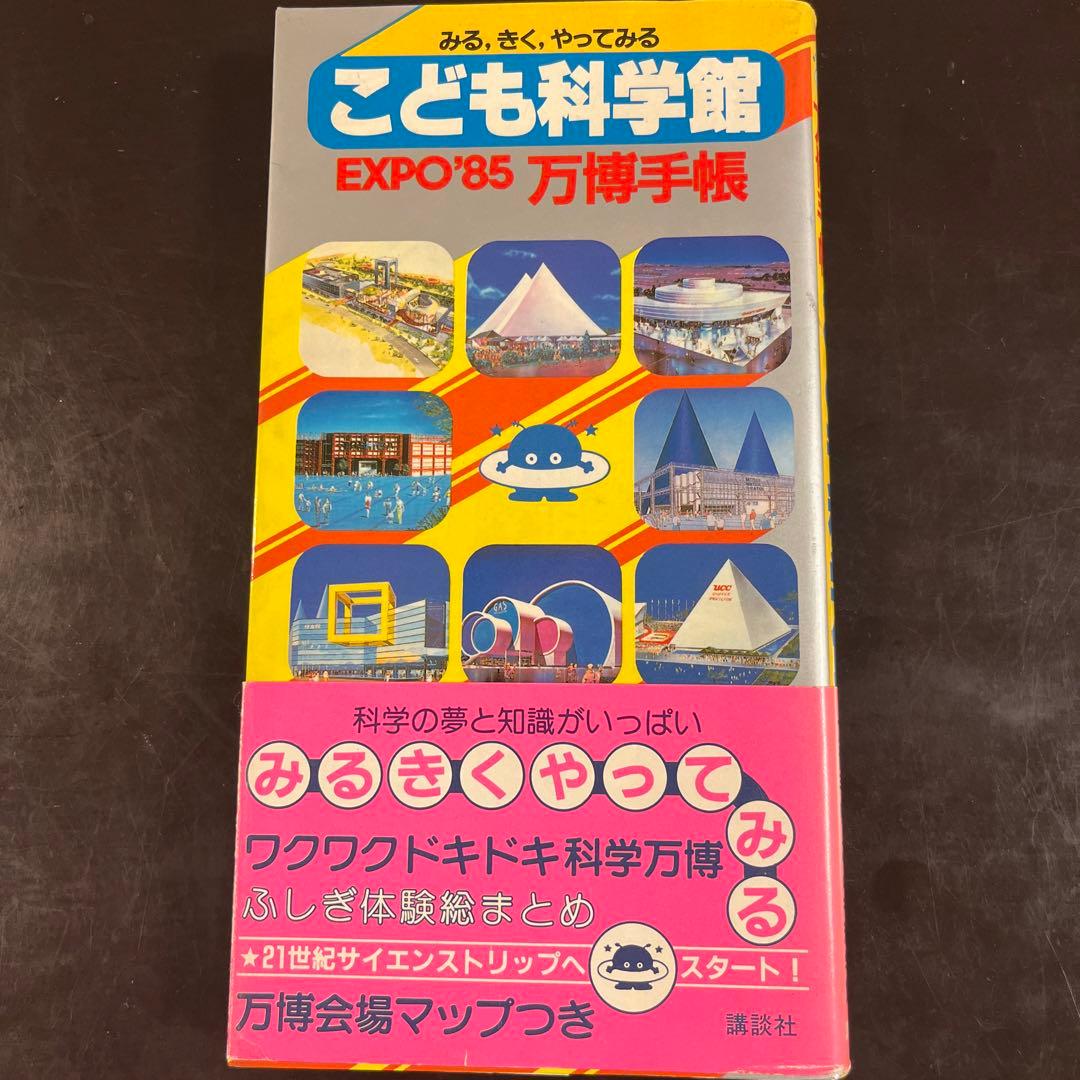 みる,きく,やってみる
こども科学館
EXPO'85 万博手帳
GAS
UCC
科学の夢と知識がいっぱい
みるきくやってみる
ワクワクドキドキ科学万博
ふしぎ体験総まとめ
★21世紀サイエンストリップへスタート!
万博会場マップつき
講談社